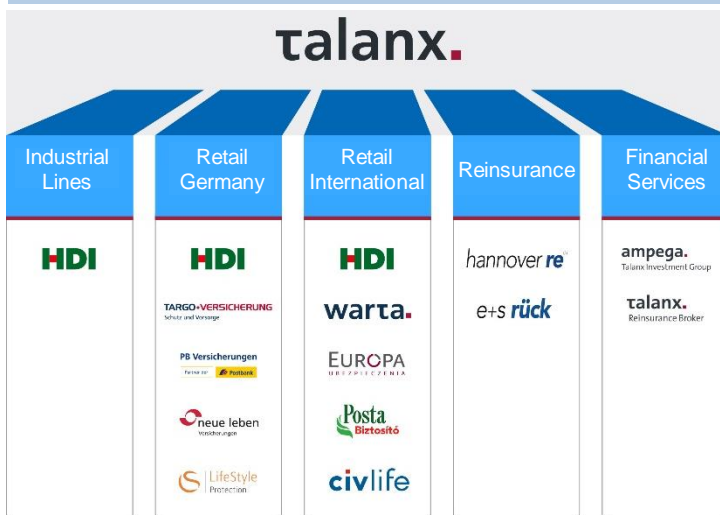 talanx.
Industrial Lines
Retail Germany
Retail International
Reinsurance
Financial Services
HDI
HDI
TARGO VERSICHERUNG
Schutz und Vorsorge
PB Versicherungen
Partner der Postbank
neue leben
Versicherungen
LifeStyle
Protection
HDI
warta.
EUROPA
UBEZPIECZENIA
Posta
Biztosító
civlife
hannover re
e+s rück
ampega.
Talanx Investment Group
talanx.
Reinsurance Broker